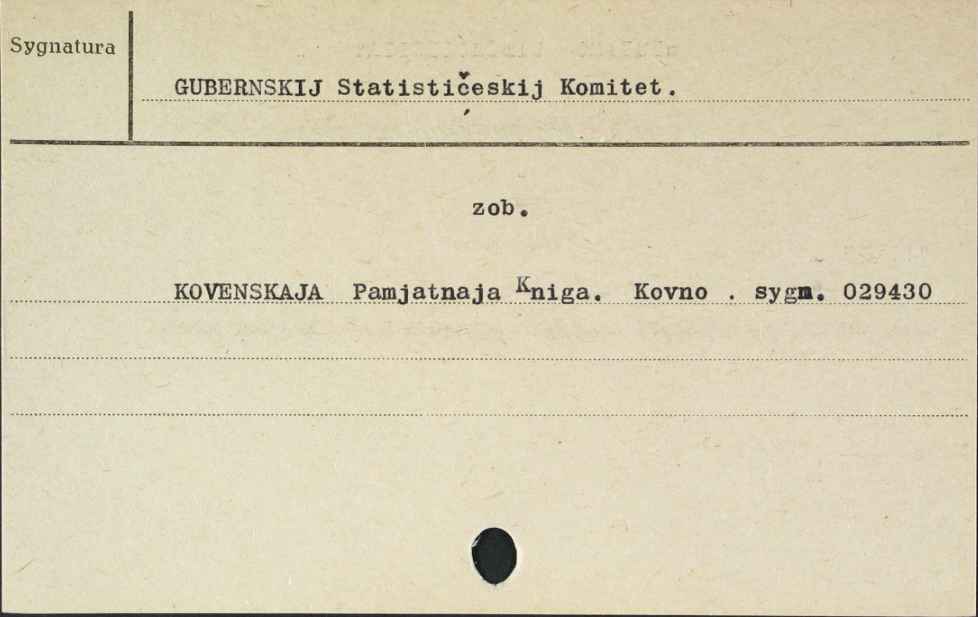 Sygnatura
GUBERNSKIJ Statističeskij Komitet.
zob.
KOVENSKAJA Pamjatnaja Kniga. Kovno . sygn. 029430